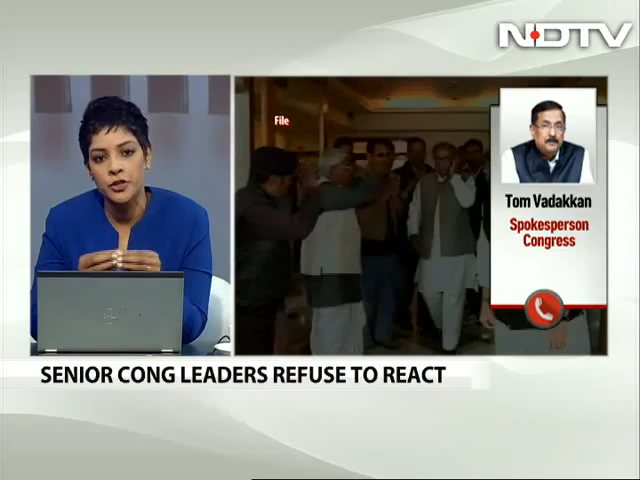 NDTV
File
Tom Vadakkan
Spokesperson
Congress
SENIOR CONG LEADERS REFUSE TO REACT